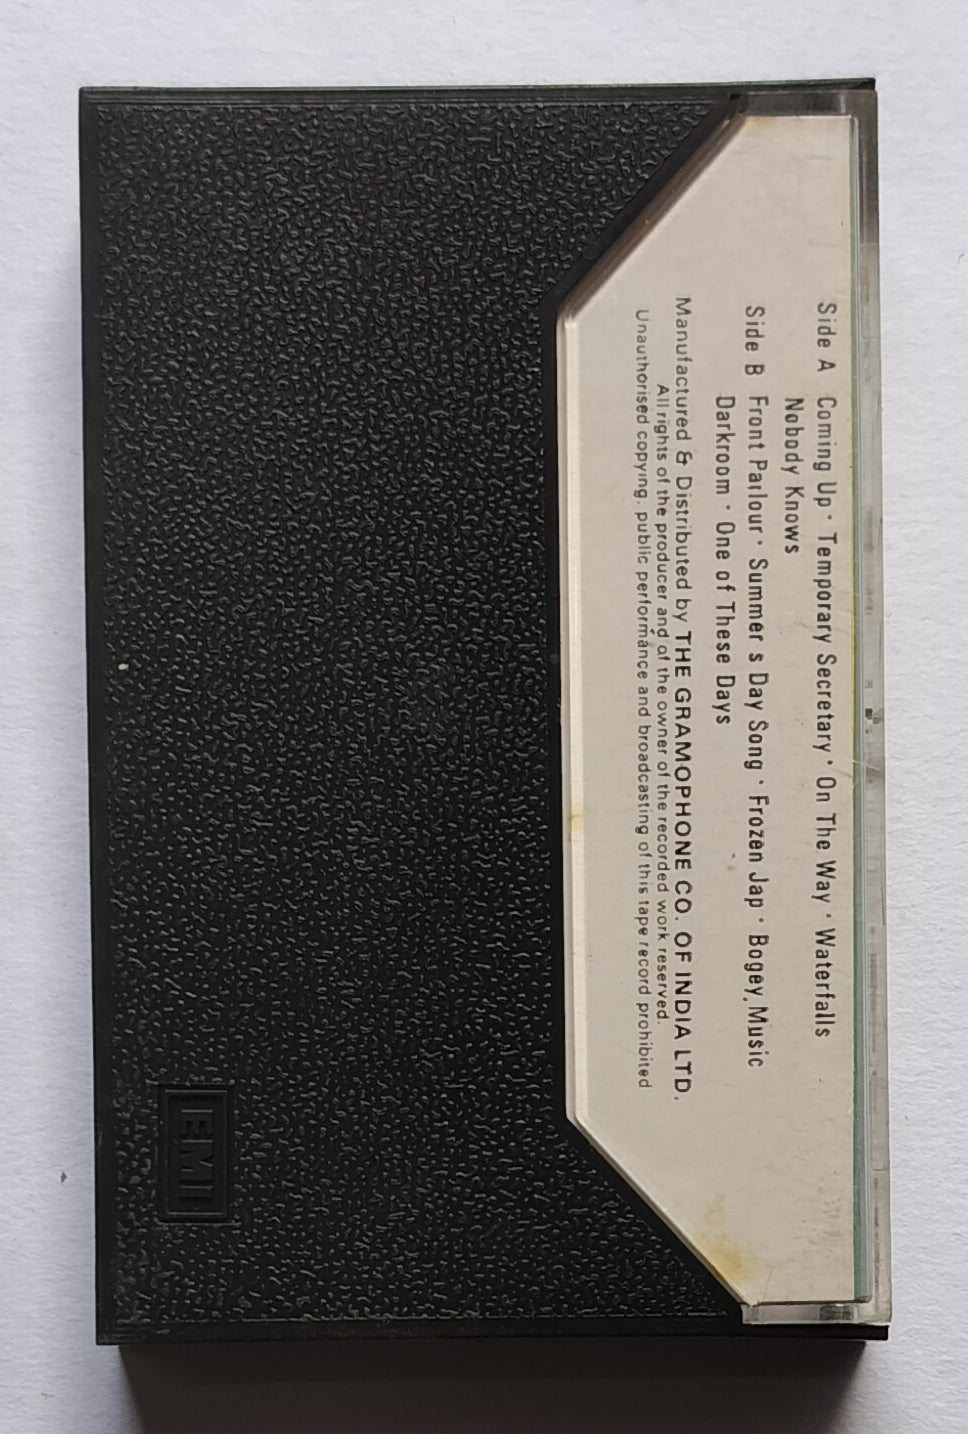 Side A Coming Up · Temporary Secretary · On The Way · Waterfalls
Nobody Knows
Side B Front Parlour · Summer s Day Song · Frozen Jap · Bogey Music
Darkroom · One of These Days
Manufactured & Distributed by THE GRAMOPHONE CO. OF INDIA LTD.
All rights of the producer and of the owner of the recorded work reserved.
Unauthorised copying, public performance and broadcasting of this tape record prohibited
EMI